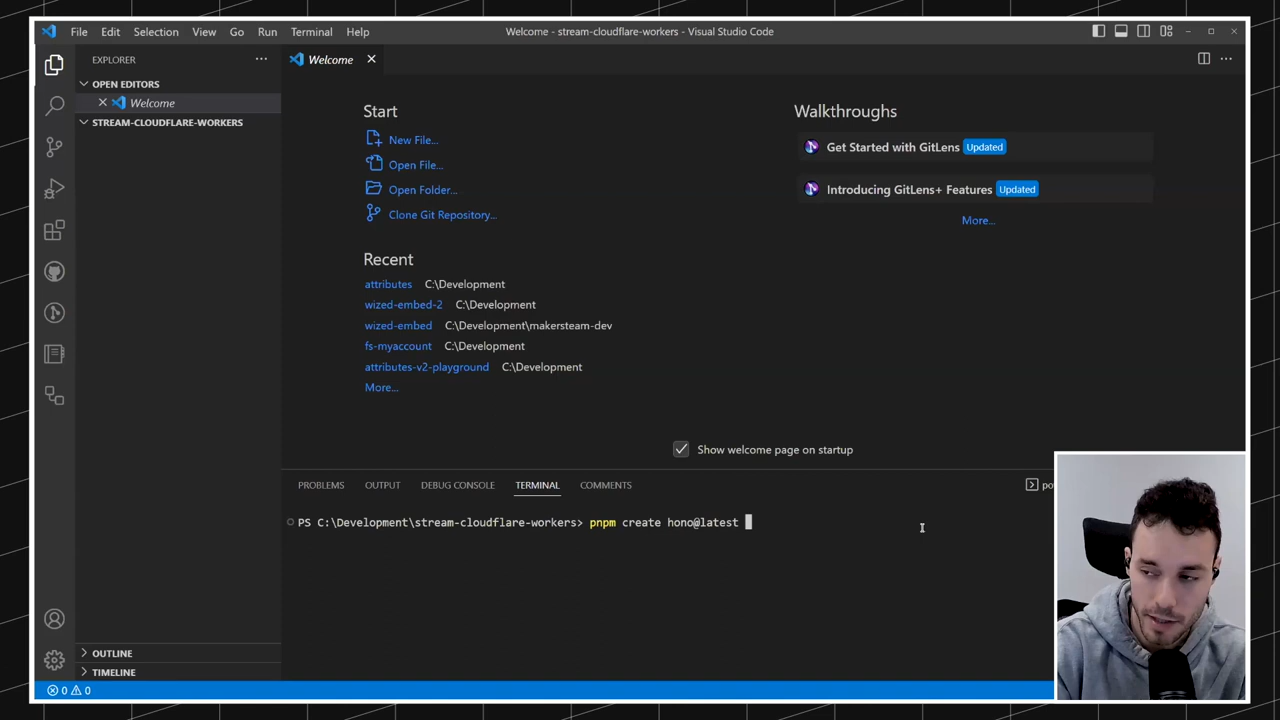 File Edit Selection View Go Run Terminal Help
Welcome - stream-cloudflare-workers - Visual Studio Code
EXPLORER
OPEN EDITORS
Welcome
STREAM-CLOUDFLARE-WORKERS
OUTLINE
TIMELINE
Welcome
Start
New File...
Open File...
Open Folder...
Clone Git Repository...
Recent
attributes C:\Development
wized-embed-2 C:\Development
wized-embed C:\Development\makersteam-dev
fs-myaccount C:\Development
attributes-v2-playground C:\Development
More...
Walkthroughs
Get Started with GitLens Updated
Introducing GitLens+ Features Updated
More...
Show welcome page on startup
PROBLEMS OUTPUT DEBUG CONSOLE TERMINAL COMMENTS
PS C:\Development\stream-cloudflare-workers> pnpm create hono@latest
0 0